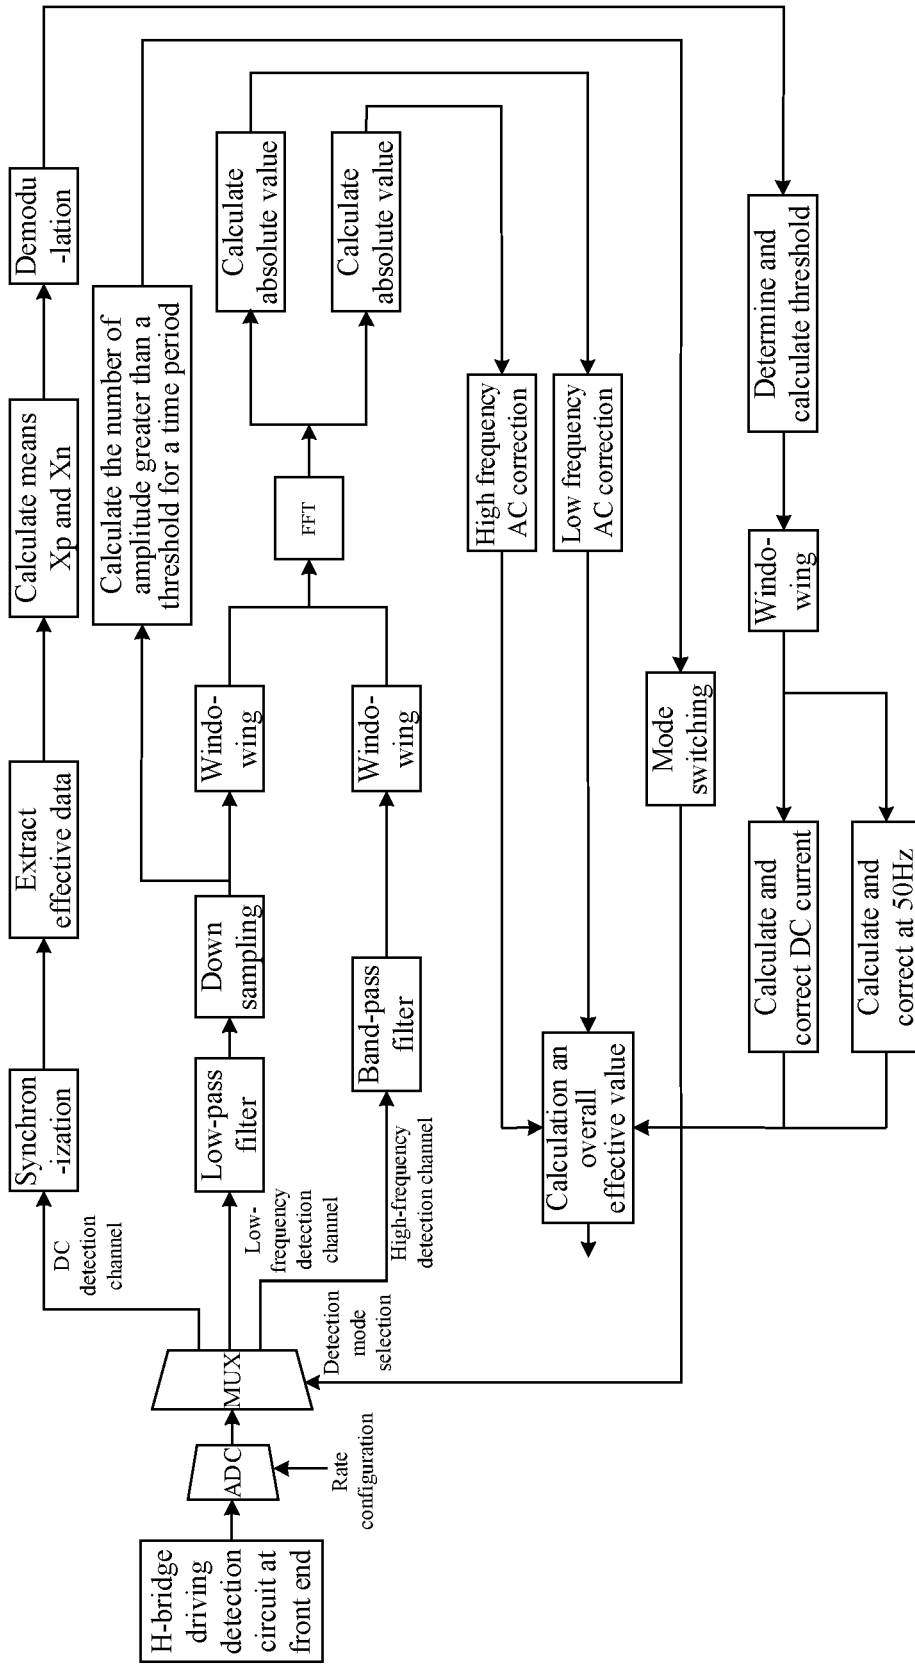 H-bridge
driving
detection
circuit at
front end
ADC
Rate
configuration
MUX
Detection
mode
selection
DC
detection
channel
Synchron
-ization
Extract
effective data
Calculate means
Xp and Xn
Demodu
-lation
Low-
frequency
detection
channel
Low-pass
filter
Down
sampling
Calculate the number of
amplitude greater than a
threshold for a time period
Windo-
wing
High-frequency
detection channel
Band-pass
filter
Windo-
wing
FFT
Calculate
absolute value
Calculate
absolute value
High frequency
AC correction
Low frequency
AC correction
Calculation an
overall
effective value
Mode
switching
Determine and
calculate threshold
Windo-
wing
Calculate and
correct DC current
Calculate and
correct at 50Hz